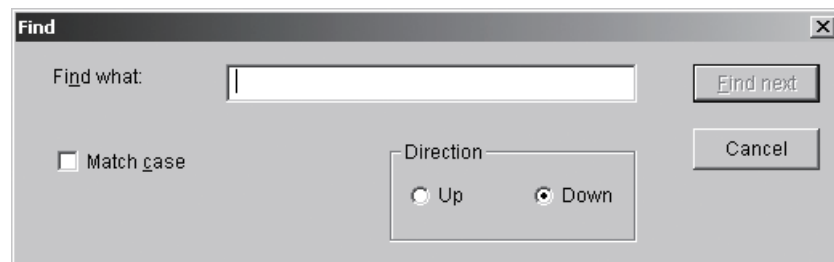 Find
Find what:
Find next
Match case
Direction
Cancel
Up
Down